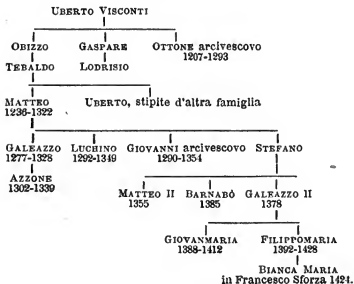 UBERTO VISCONTI
OBIZZO GASPARE OTTONE arcivescovo
1207-1293
TEBALDO LODRISIO
MATTEO UBERTO, stipite d'altra famiglia
1236-1322
GALEAZZO LUCHINO GIOVANNI arcivescovo STEFANO
1277-1328 1292-1349 1290-1354
AZZONE
1302-1339
MATTEO II BARNABÒ GALEAZZO II
1355 1385 1378
GIOVANMARIA FILIPPOMARIA
1388-1412 1392-1428
BIANCA MARIA
in Francesco Sforza 1424.